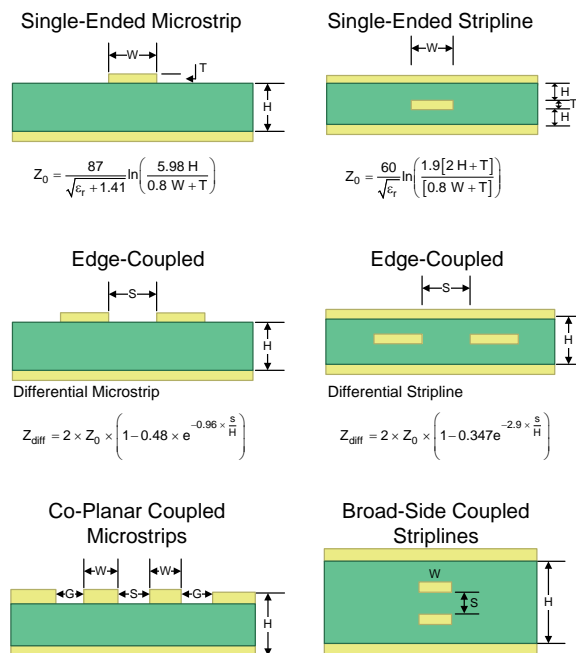 Single-Ended Microstrip
W
T
H
Z0 = 87 / √(εr + 1.41) ln(5.98 H / 0.8 W + T)
Single-Ended Stripline
W
H
T
H
Z0 = 60 / √εr ln(1.9[2 H + T] / [0.8 W + T])
Edge-Coupled
S
H
Differential Microstrip
Zdiff = 2 × Z0 × (1 − 0.48 × e^(−0.96 × s/H))
Edge-Coupled
S
H
Differential Stripline
Zdiff = 2 × Z0 × (1 − 0.347e^(−2.9 × s/H))
Co-Planar Coupled
Microstrips
W W
G S G
H
Broad-Side Coupled
Striplines
W
S
H